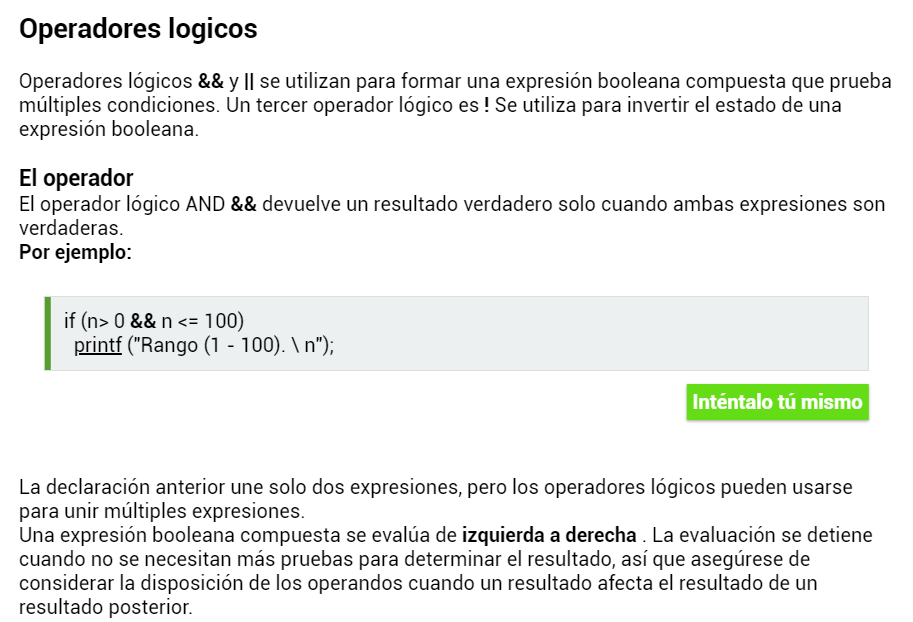 Operadores logicos
Operadores lógicos && y || se utilizan para formar una expresión booleana compuesta que prueba
múltiples condiciones. Un tercer operador lógico es ! Se utiliza para invertir el estado de una
expresión booleana.
El operador
El operador lógico AND && devuelve un resultado verdadero solo cuando ambas expresiones son
verdaderas.
Por ejemplo:
if (n> 0 && n <= 100)
printf ("Rango (1 - 100). \ n");
Inténtalo tú mismo
La declaración anterior une solo dos expresiones, pero los operadores lógicos pueden usarse
para unir múltiples expresiones.
Una expresión booleana compuesta se evalúa de izquierda a derecha . La evaluación se detiene
cuando no se necesitan más pruebas para determinar el resultado, así que asegúrese de
considerar la disposición de los operandos cuando un resultado afecta el resultado de un
resultado posterior.